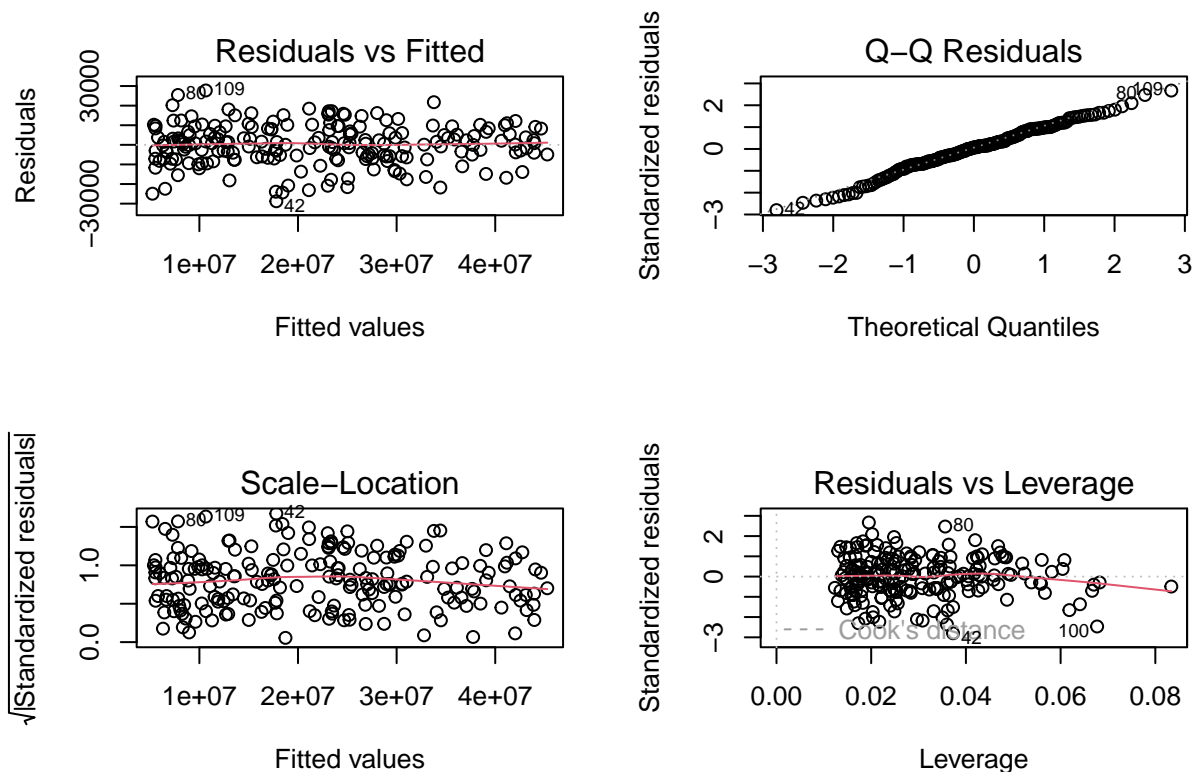 Residuals vs Fitted
Residuals
30000
−30000
80
109
42
1e+07 2e+07 3e+07 4e+07
Fitted values
Q−Q Residuals
Standardized residuals
2
0
−3
80
109
42
−3 −2 −1 0 1 2 3
Theoretical Quantiles
Scale−Location
√|Standardized residuals|
1.0
0.0
80
109
42
1e+07 2e+07 3e+07 4e+07
Fitted values
Residuals vs Leverage
Standardized residuals
2
0
−3
80
Cook's distance
42
100
0.00 0.02 0.04 0.06 0.08
Leverage